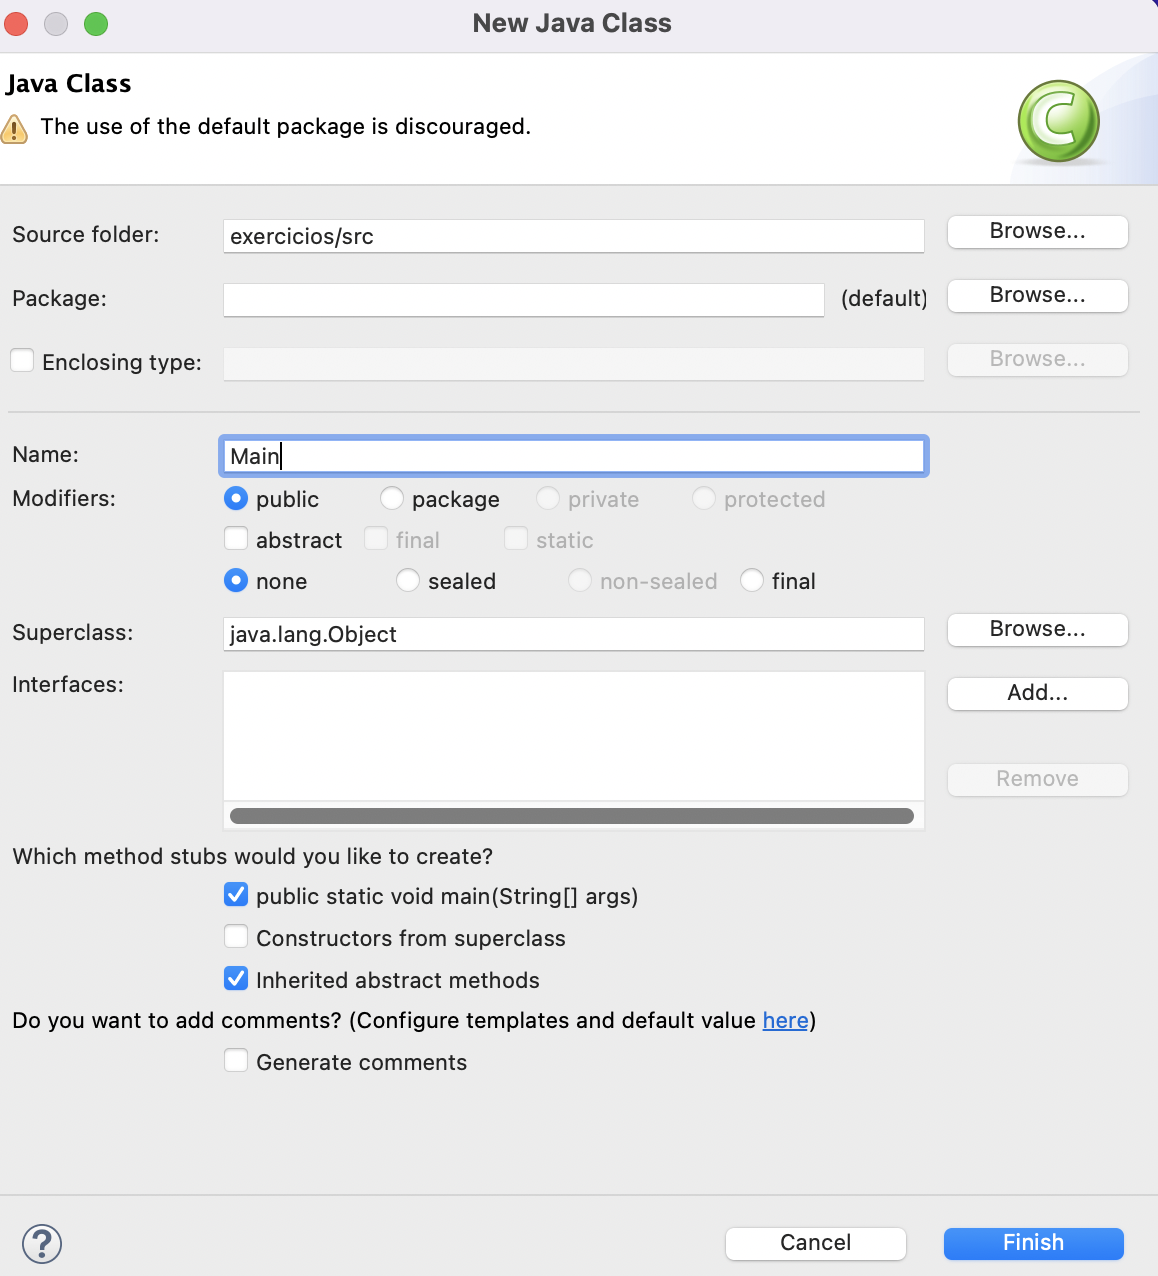 New Java Class
Java Class
The use of the default package is discouraged.
Source folder: exercicios/src Browse...
Package: (default) Browse...
Enclosing type: Browse...
Name: Main
Modifiers: public package private protected
abstract final static
none sealed non-sealed final
Superclass: java.lang.Object Browse...
Interfaces: Add...
Remove
Which method stubs would you like to create?
public static void main(String[] args)
Constructors from superclass
Inherited abstract methods
Do you want to add comments? (Configure templates and default value here)
Generate comments
? Cancel Finish